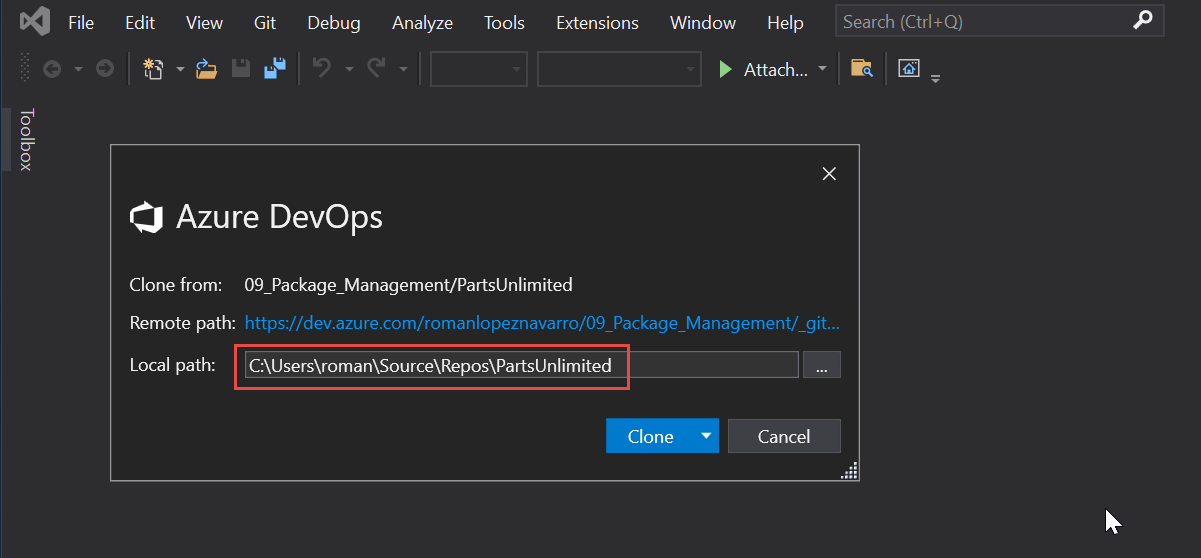 File Edit View Git Debug Analyze Tools Extensions Window Help Search (Ctrl+Q)
Attach...
Toolbox
Azure DevOps
Clone from: 09_Package_Management/PartsUnlimited
Remote path: https://dev.azure.com/romanlopeznavarro/09_Package_Management/_git...
Local path: C:\Users\roman\Source\Repos\PartsUnlimited ...
Clone Cancel